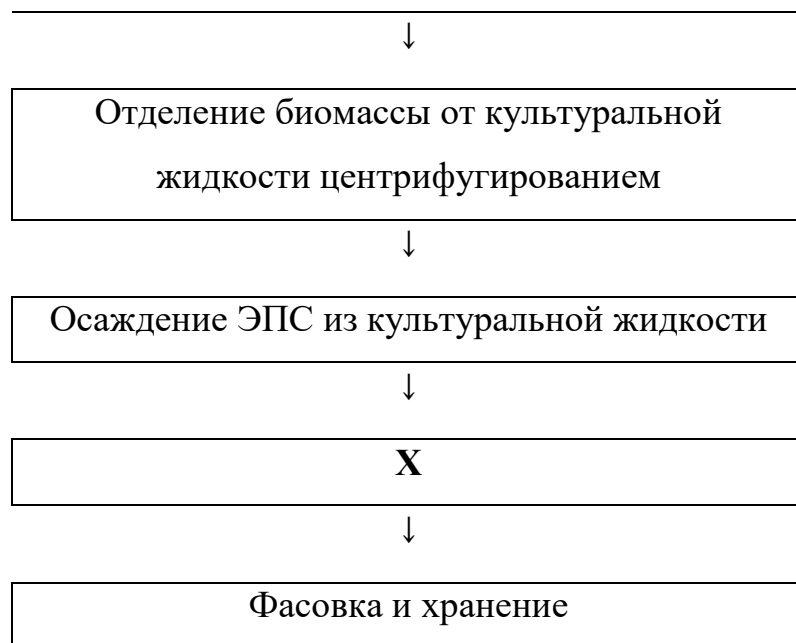 ↓
Отделение биомассы от культуральной
жидкости центрифугированием
↓
Осаждение ЭПС из культуральной жидкости
↓
Х
↓
Фасовка и хранение